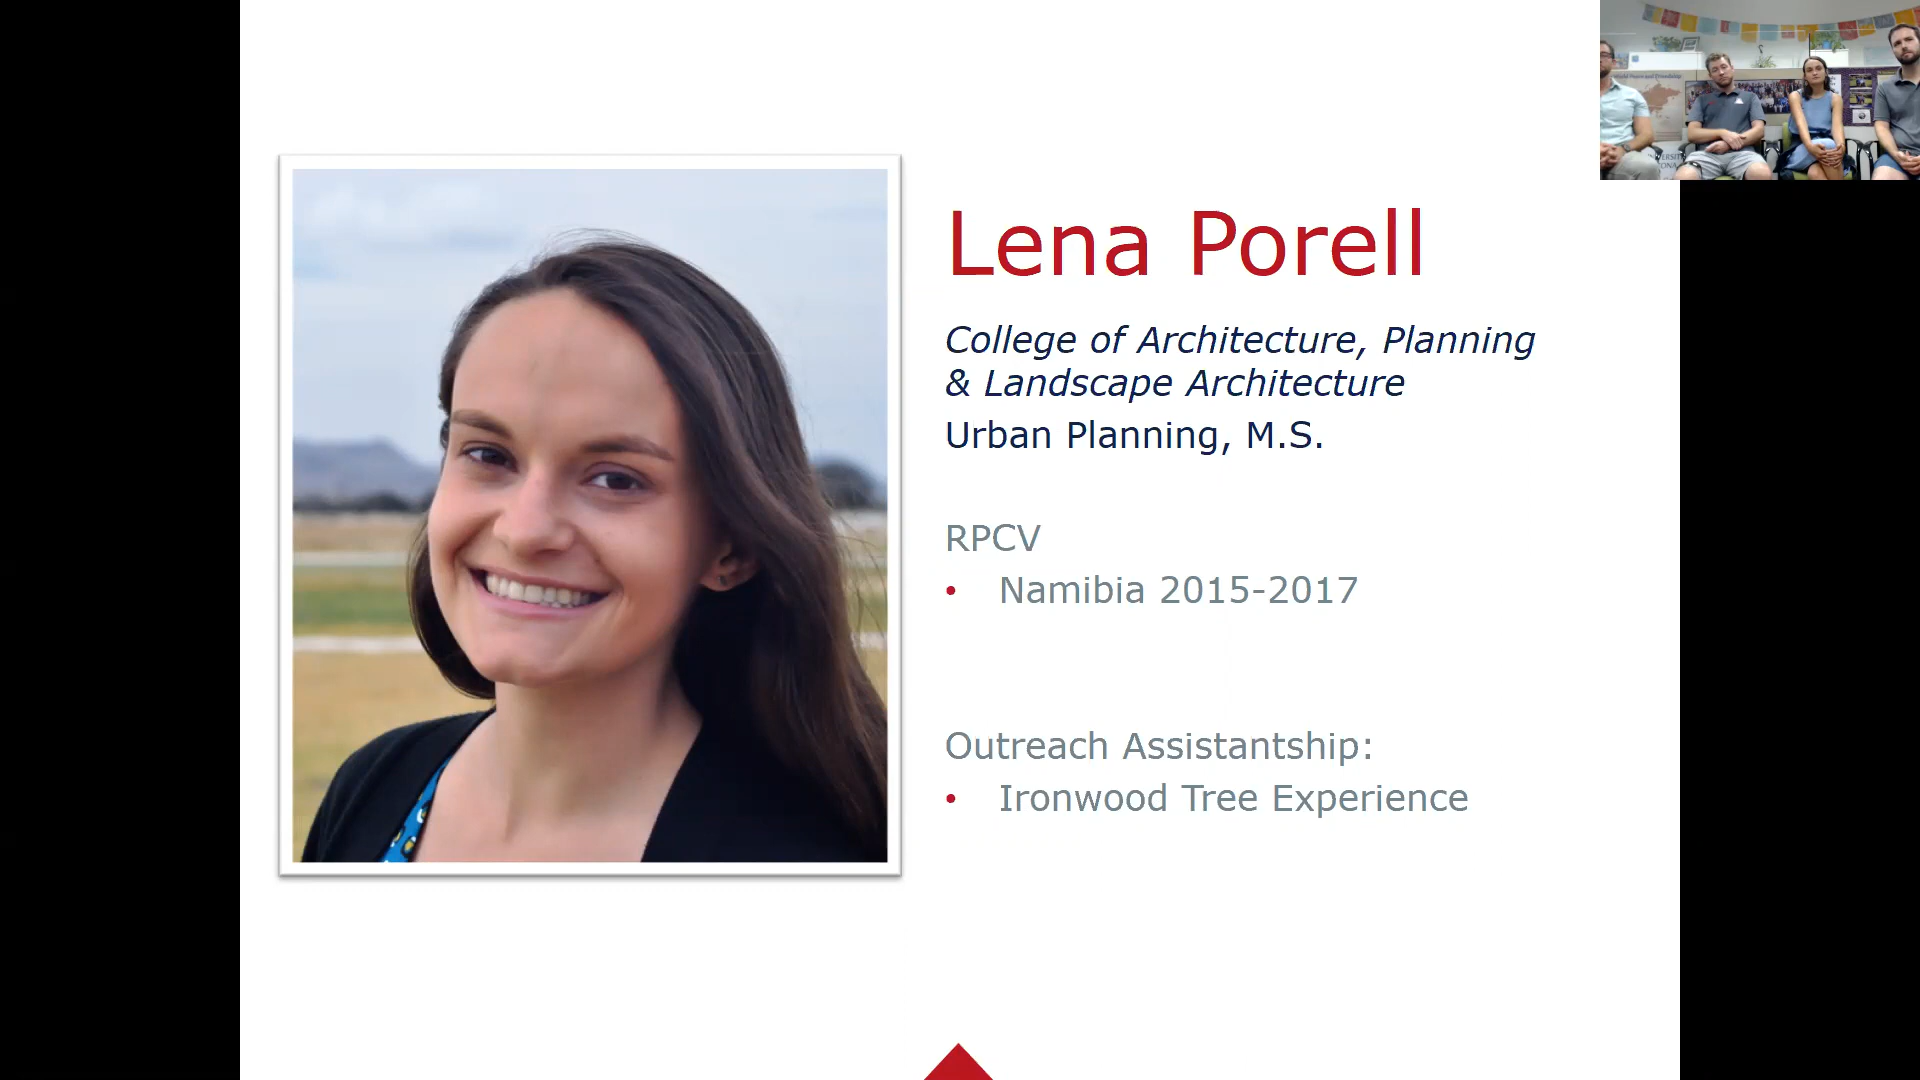 Lena Porell
College of Architecture, Planning
& Landscape Architecture
Urban Planning, M.S.
RPCV
• Namibia 2015-2017
Outreach Assistantship:
• Ironwood Tree Experience